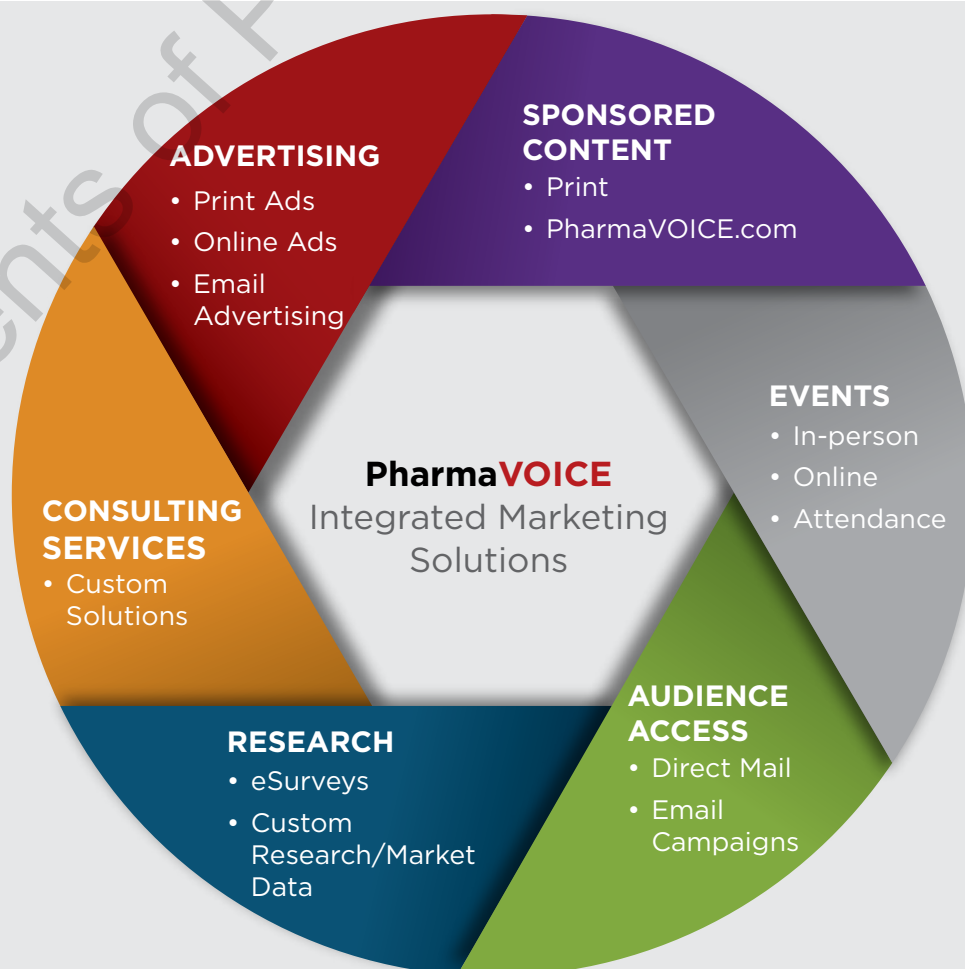 ADVERTISING
• Print Ads
• Online Ads
• Email
Advertising
SPONSORED
CONTENT
• Print
• PharmaVOICE.com
EVENTS
• In-person
• Online
• Attendance
AUDIENCE
ACCESS
• Direct Mail
• Email
Campaigns
RESEARCH
• eSurveys
• Custom
Research/Market
Data
CONSULTING
SERVICES
• Custom
Solutions
PharmaVOICE
Integrated Marketing
Solutions